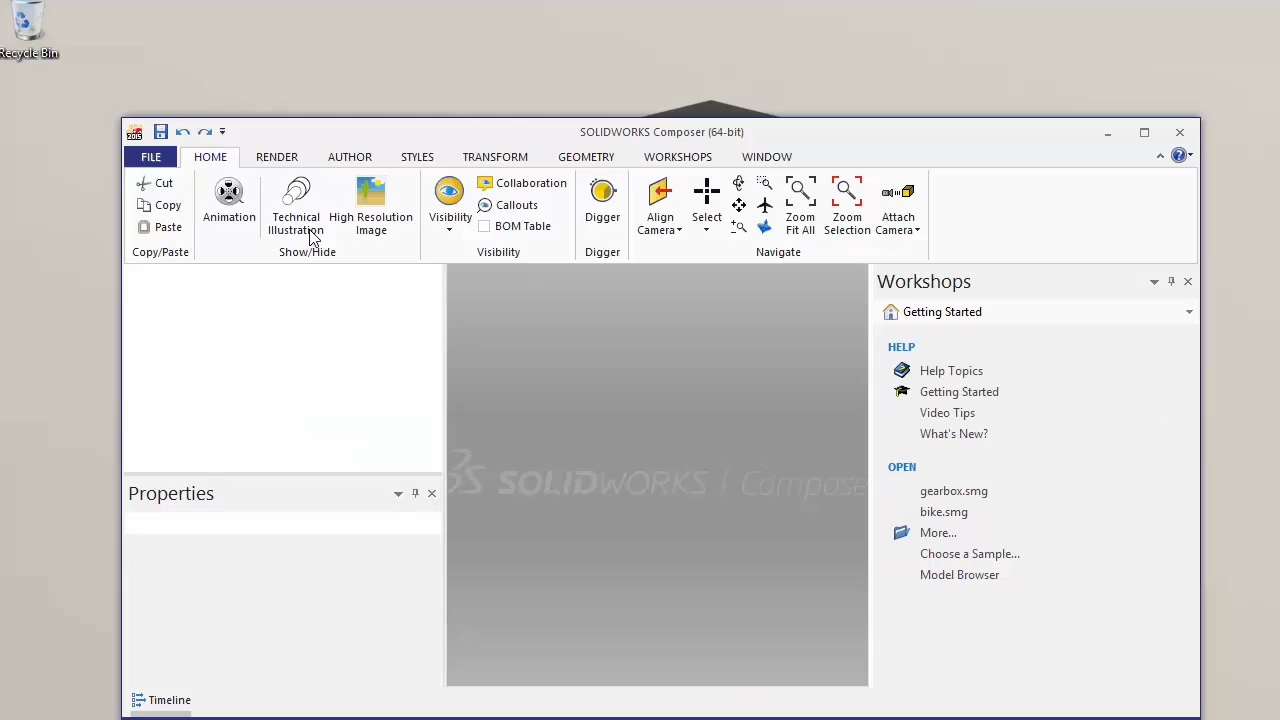 Recycle Bin
2015
SOLIDWORKS Composer (64-bit)
FILE HOME RENDER AUTHOR STYLES TRANSFORM GEOMETRY WORKSHOPS WINDOW
Cut
Copy
Paste
Copy/Paste
Animation
Technical
Illustration
High Resolution
Image
Show/Hide
Visibility
Collaboration
Callouts
BOM Table
Visibility
Digger
Digger
Align
Camera
Select
Zoom
Fit All
Zoom
Selection
Attach
Camera
Navigate
Properties
SOLIDWORKS | Compose
Workshops
Getting Started
HELP
Help Topics
Getting Started
Video Tips
What's New?
OPEN
gearbox.smg
bike.smg
More...
Choose a Sample...
Model Browser
Timeline